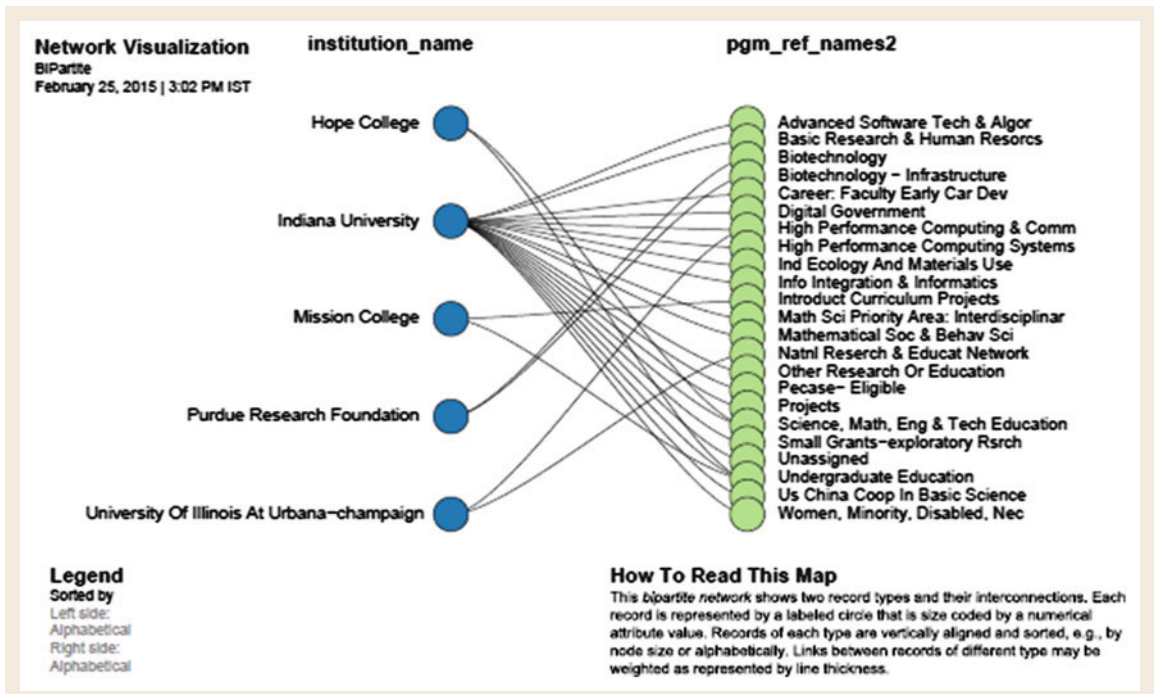 Network Visualization
BiPartite
February 25, 2015 | 3:02 PM IST
institution_name
pgm_ref_names2
Hope College
Indiana University
Mission College
Purdue Research Foundation
University Of Illinois At Urbana-champaign
Advanced Software Tech & Algor
Basic Research & Human Resorcs
Biotechnology
Biotechnology - Infrastructure
Career: Faculty Early Car Dev
Digital Government
High Performance Computing & Comm
High Performance Computing Systems
Ind Ecology And Materials Use
Info Integration & Informatics
Introduct Curriculum Projects
Math Sci Priority Area: Interdisciplinar
Mathematical Soc & Behav Sci
Natnl Reserch & Educat Network
Other Research Or Education
Pecase- Eligible
Projects
Science, Math, Eng & Tech Education
Small Grants-exploratory Rsrch
Unassigned
Undergraduate Education
Us China Coop In Basic Science
Women, Minority, Disabled, Nec
Legend
Sorted by
Left side:
Alphabetical
Right side:
Alphabetical
How To Read This Map
This bipartite network shows two record types and their interconnections. Each
record is represented by a labeled circle that is size coded by a numerical
attribute value. Records of each type are vertically aligned and sorted, e.g., by
node size or alphabetically. Links between records of different type may be
weighted as represented by line thickness.